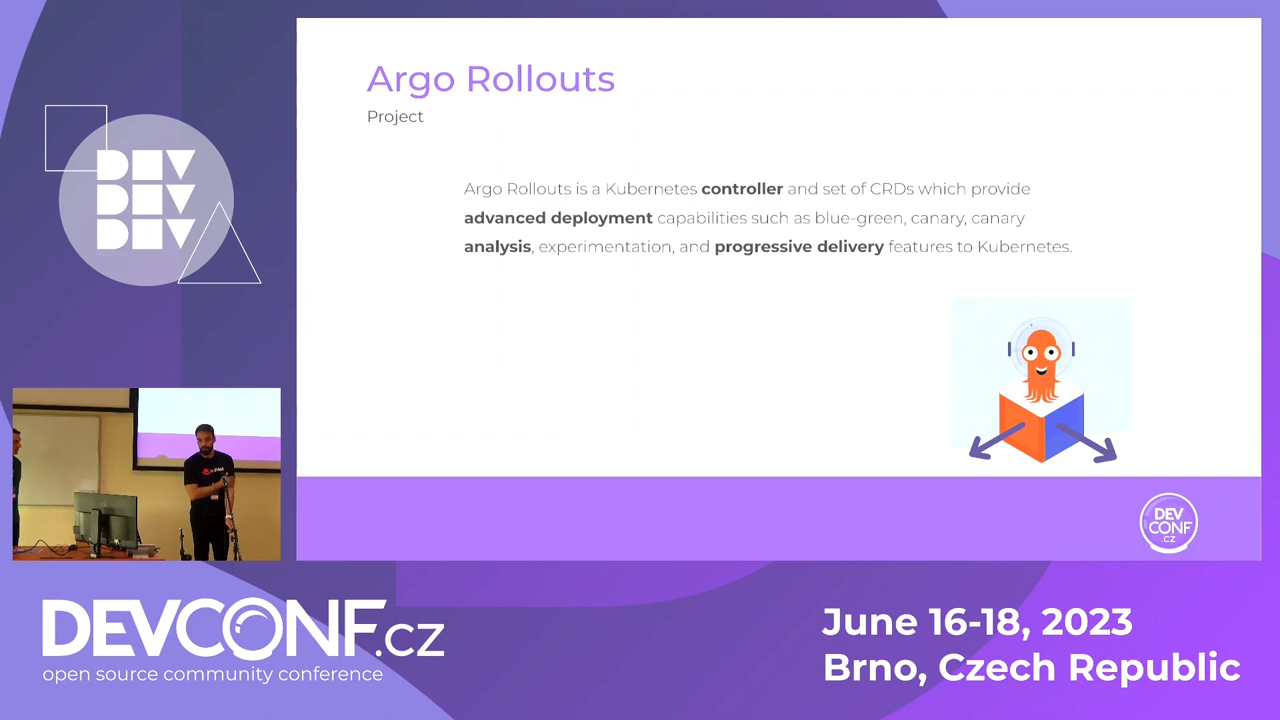 Argo Rollouts
Project
Argo Rollouts is a Kubernetes controller and set of CRDs which provide
advanced deployment capabilities such as blue-green, canary, canary
analysis, experimentation, and progressive delivery features to Kubernetes.
DEV
DEV
DEV
DEV
CONF
.CZ
DEVCONF.cz
open source community conference
June 16-18, 2023
Brno, Czech Republic